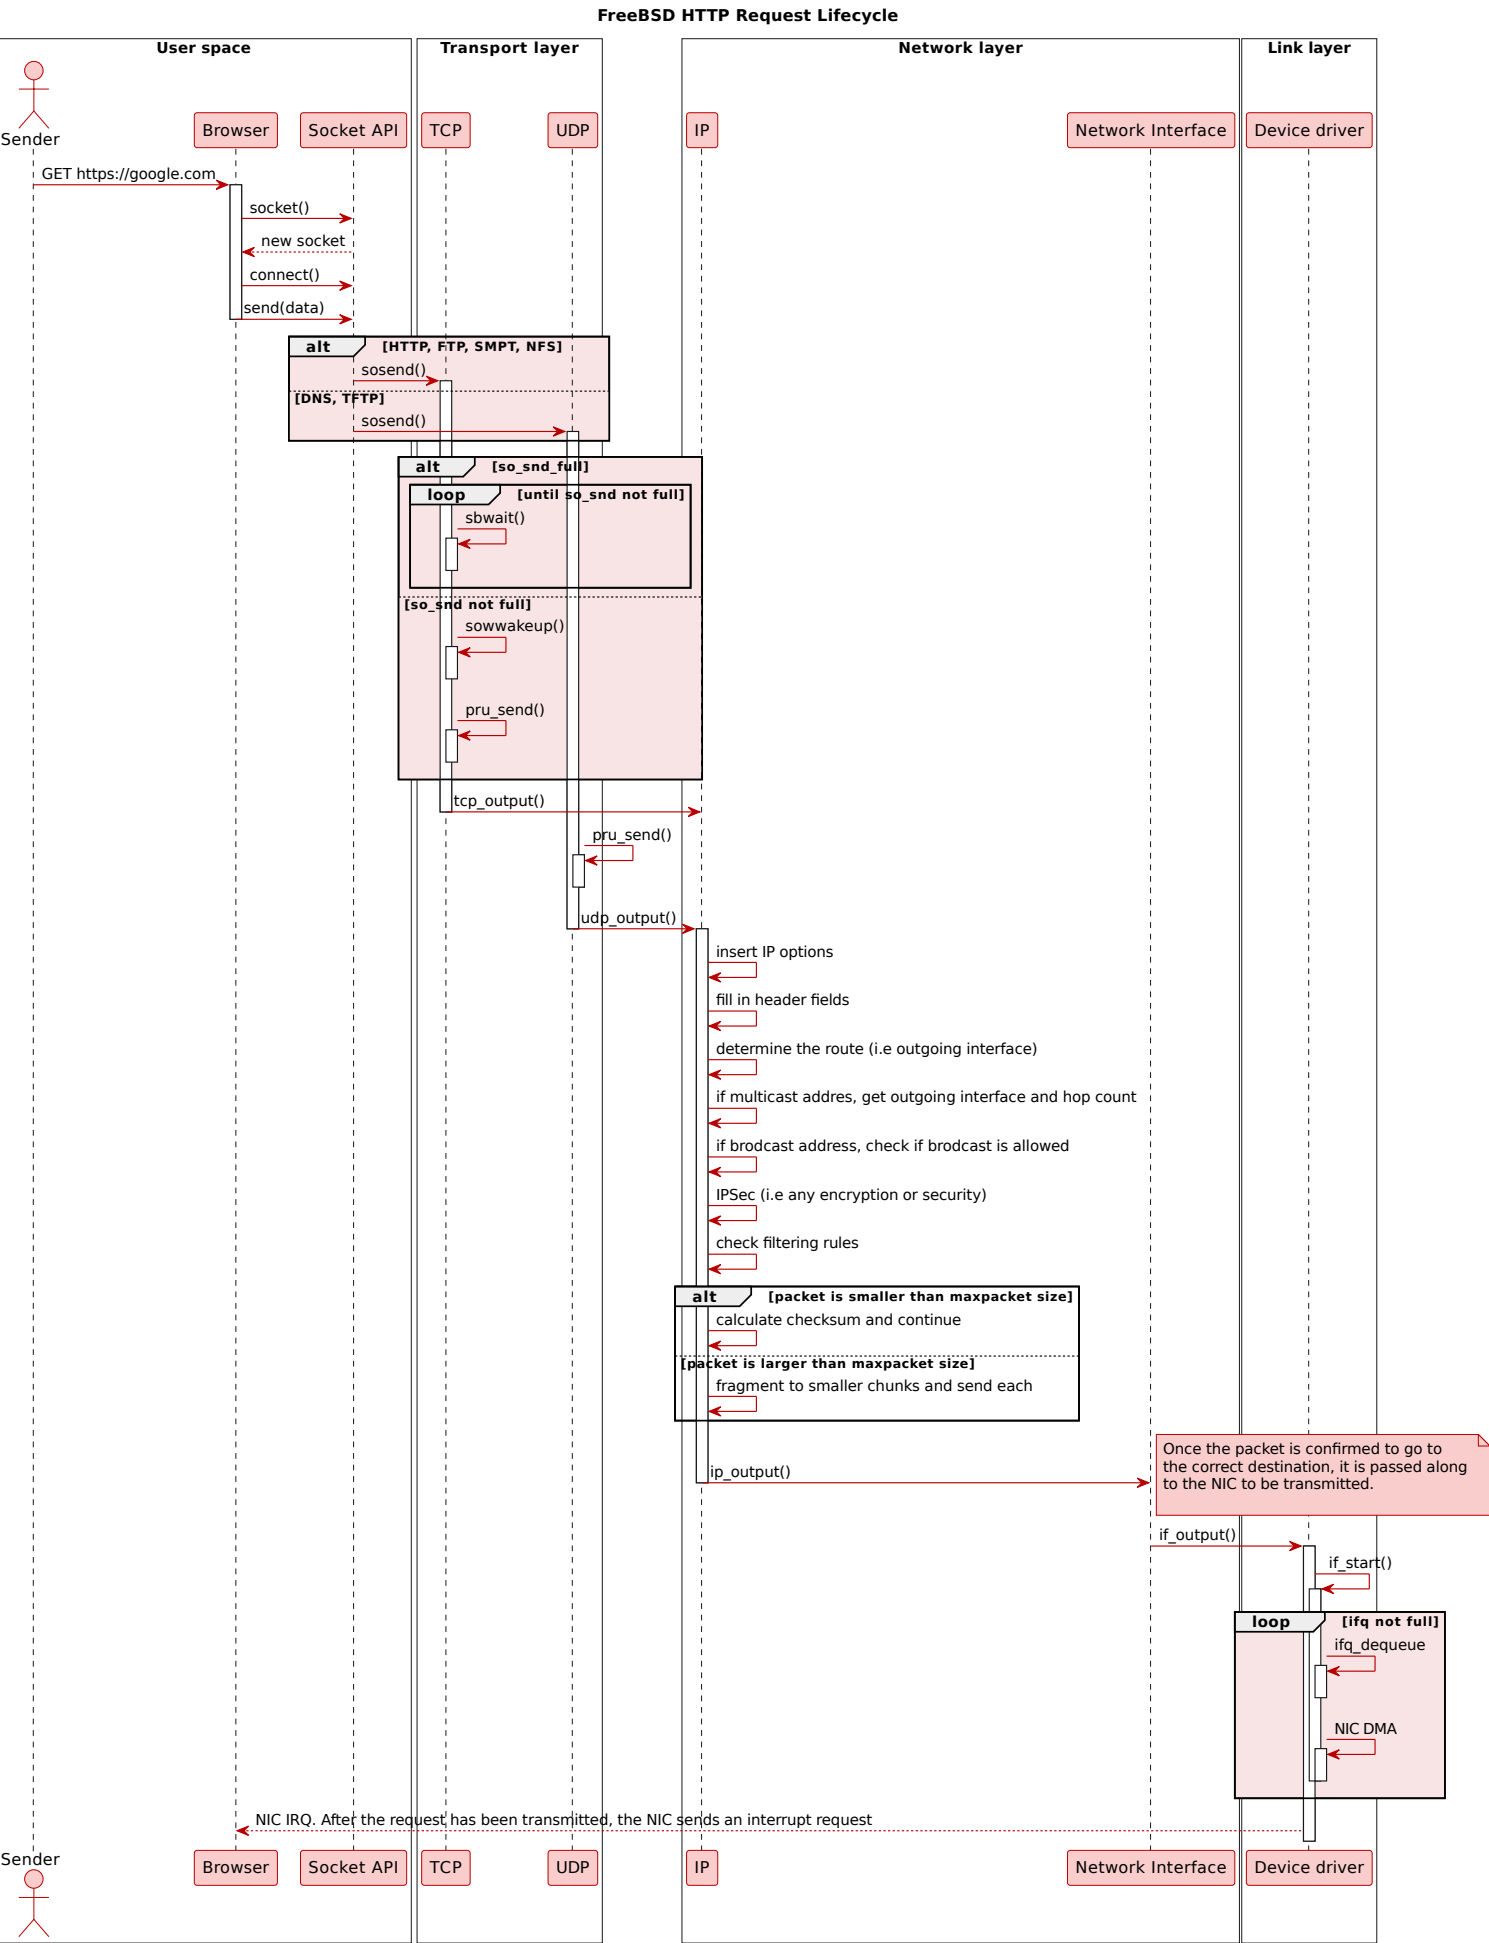 FreeBSD HTTP Request Lifecycle
User space
Transport layer
Network layer
Link layer
Sender
Browser
Socket API
TCP
UDP
IP
Network Interface
Device driver
GET https://google.com
socket()
new socket
connect()
send(data)
alt
[HTTP, FTP, SMPT, NFS]
sosend()
[DNS, TFTP]
sosend()
alt
[so_snd_full]
loop
[until so_snd not full]
sbwait()
[so_snd not full]
sowwakeup()
pru_send()
tcp_output()
pru_send()
udp_output()
insert IP options
fill in header fields
determine the route (i.e outgoing interface)
if multicast addres, get outgoing interface and hop count
if brodcast address, check if brodcast is allowed
IPSec (i.e any encryption or security)
check filtering rules
alt
[packet is smaller than maxpacket size]
calculate checksum and continue
[packet is larger than maxpacket size]
fragment to smaller chunks and send each
Once the packet is confirmed to go to
the correct destination, it is passed along
to the NIC to be transmitted.
ip_output()
if_output()
if_start()
loop
[ifq not full]
ifq_dequeue
NIC DMA
NIC IRQ. After the request has been transmitted, the NIC sends an interrupt request
Sender
Browser
Socket API
TCP
UDP
IP
Network Interface
Device driver